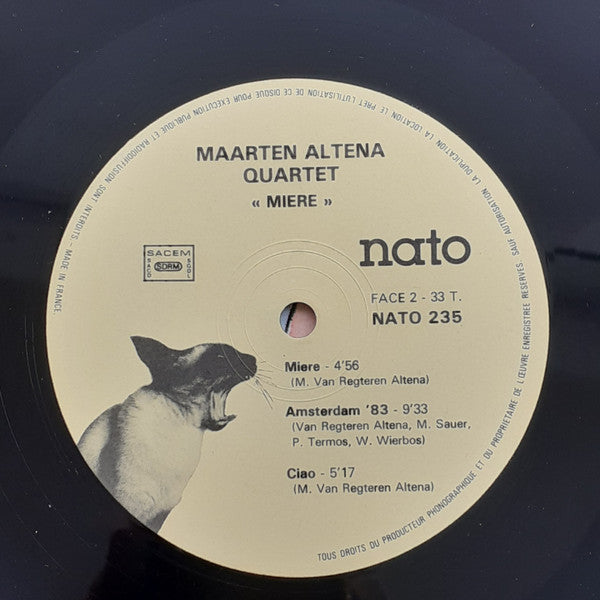 MAARTEN ALTENA
QUARTET
« MIERE »
nato
SACEM
SACD
SDRM
SGDL
FACE 2 - 33 T.
NATO 235
Miere - 4'56
(M. Van Regteren Altena)
Amsterdam '83 - 9'33
(Van Regteren Altena, M. Sauer,
P. Termos, W. Wierbos)
Ciao - 5'17
(M. Van Regteren Altena)
TOUS DROITS DU PRODUCTEUR PHONOGRAPHIQUE ET DU PROPRIETAIRE DE L'ŒUVRE ENREGISTREE RESERVES. SAUF AUTORISATION LA DUPLICATION, LA LOCATION, LE PRET, L'UTILISATION DE CE DISQUE POUR EXECUTION PUBLIQUE ET RADIODIFFUSION SONT INTERDITS - MADE IN FRANCE.